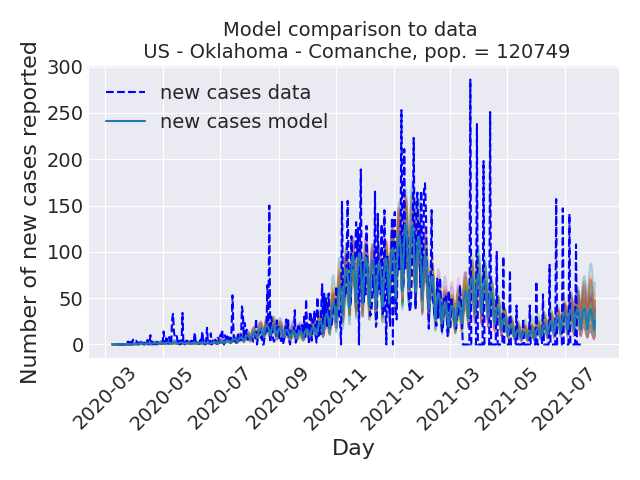 Model comparison to data
US - Oklahoma - Comanche, pop. = 120749
Number of new cases reported
300
250
200
150
100
50
0
new cases data
new cases model
2020-03
2020-05
2020-07
2020-09
2020-11
2021-01
2021-03
2021-05
2021-07
Day